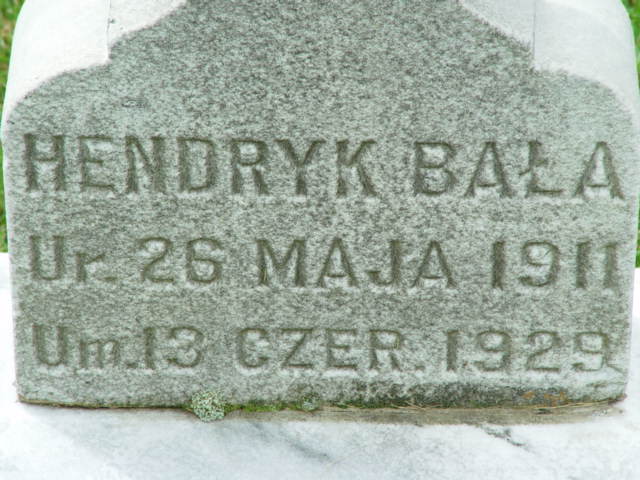 HENDRYK BAŁA
Ur. 26 MAJA 1911
Um. 13 CZER. 1929